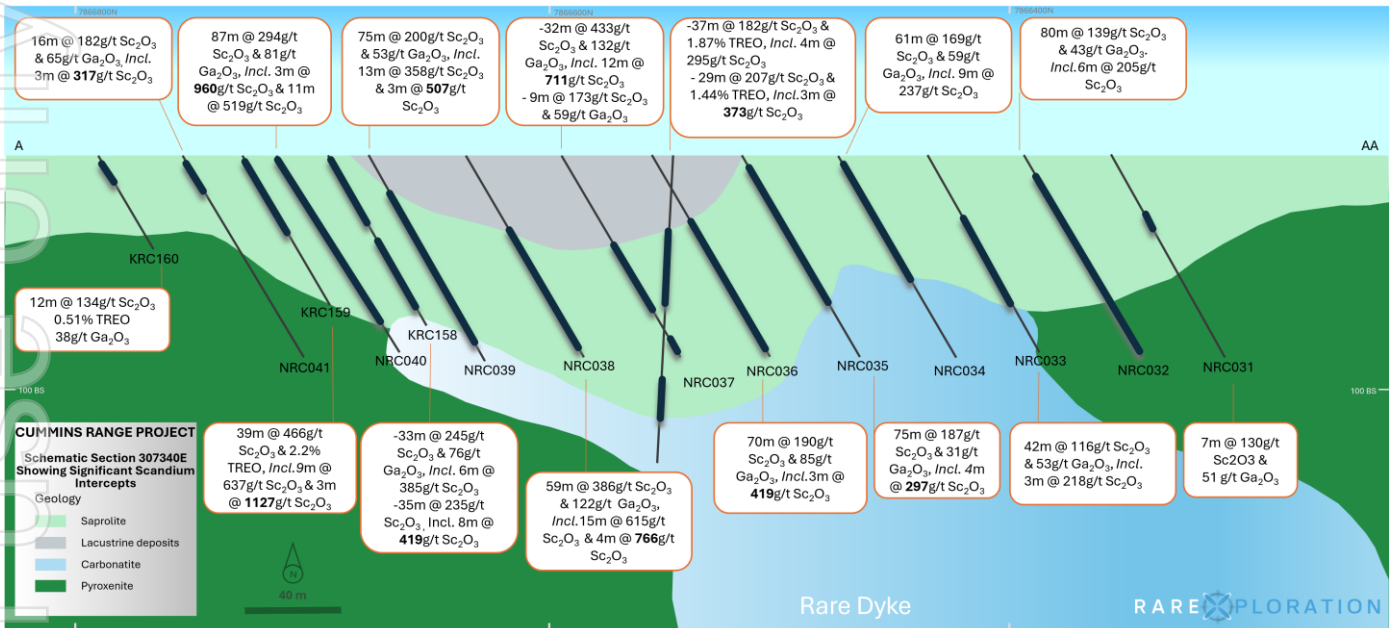 7866800N
7866600N
7866400N
16m @ 182g/t Sc₂O₃
& 65g/t Ga₂O₃, Incl.
3m @ 317g/t Sc₂O₃
87m @ 294g/t
Sc₂O₃ & 81g/t
Ga₂O₃, Incl. 3m @
960g/t Sc₂O₃ & 11m
@ 519g/t Sc₂O₃
75m @ 200g/t Sc₂O₃
& 53g/t Ga₂O₃, Incl.
13m @ 358g/t Sc₂O₃
& 3m @ 507g/t
Sc₂O₃
-32m @ 433g/t
Sc₂O₃ & 132g/t
Ga₂O₃, Incl. 12m @
711g/t Sc₂O₃
- 9m @ 173g/t Sc₂O₃
& 59g/t Ga₂O₃
-37m @ 182g/t Sc₂O₃ &
1.87% TREO, Incl. 4m @
295g/t Sc₂O₃
- 29m @ 207g/t Sc₂O₃ &
1.44% TREO, Incl.3m @
373g/t Sc₂O₃
61m @ 169g/t
Sc₂O₃ & 59g/t
Ga₂O₃, Incl. 9m @
237g/t Sc₂O₃
80m @ 139g/t Sc₂O₃
& 43g/t Ga₂O₃.
Incl.6m @ 205g/t
Sc₂O₃
A
AA
KRC160
NRC041
KRC159
NRC040
KRC158
NRC039
NRC038
NRC037
NRC036
NRC035
NRC034
NRC033
NRC032
NRC031
12m @ 134g/t Sc₂O₃
0.51% TREO
38g/t Ga₂O₃
100 BS
100 BS
CUMMINS RANGE PROJECT
Schematic Section 307340E
Showing Significant Scandium
Intercepts
Geology
Saprolite
Lacustrine deposits
Carbonatite
Pyroxenite
39m @ 466g/t
Sc₂O₃ & 2.2%
TREO, Incl.9m @
637g/t Sc₂O₃ & 3m
@ 1127g/t Sc₂O₃
-33m @ 245g/t
& 76g/t
Ga₂O₃, Incl. 6m @
385g/t Sc₂O₃
-35m @ 235g/t
Sc₂O₃, Incl. 8m @
419g/t Sc₂O₃
59m @ 386g/t Sc₂O₃
& 122g/t Ga₂O₃,
Incl.15m @ 615g/t
Sc₂O₃ & 4m @ 766g/t
Sc₂O₃
70m @ 190g/t
Sc₂O₃ & 85g/t
Ga₂O₃, Incl.3m @
419g/t Sc₂O₃
75m @ 187g/t
Sc₂O₃ & 31g/t
Ga₂O₃, Incl. 4m
@ 297g/t Sc₂O₃
42m @ 116g/t Sc₂O₃
& 53g/t Ga₂O₃, Incl.
3m @ 218g/t Sc₂O₃
7m @ 130g/t
Sc2O3 &
51 g/t Ga₂O₃
N
40 m
Rare Dyke
RAREXPLORATION